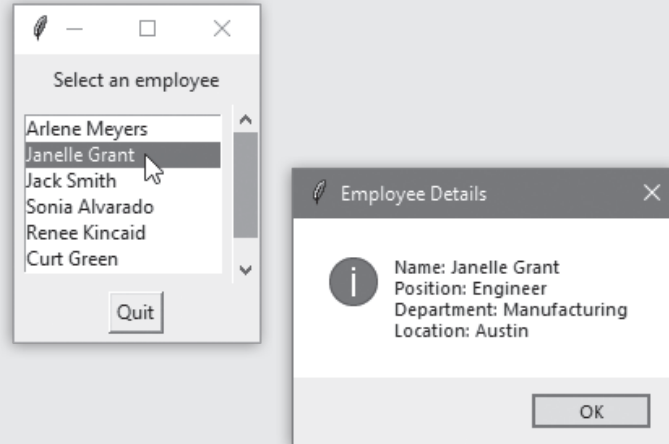 Select an employee
Arlene Meyers
Janelle Grant
Jack Smith
Sonia Alvarado
Renee Kincaid
Curt Green
Quit
Employee Details
Name: Janelle Grant
Position: Engineer
Department: Manufacturing
Location: Austin
OK